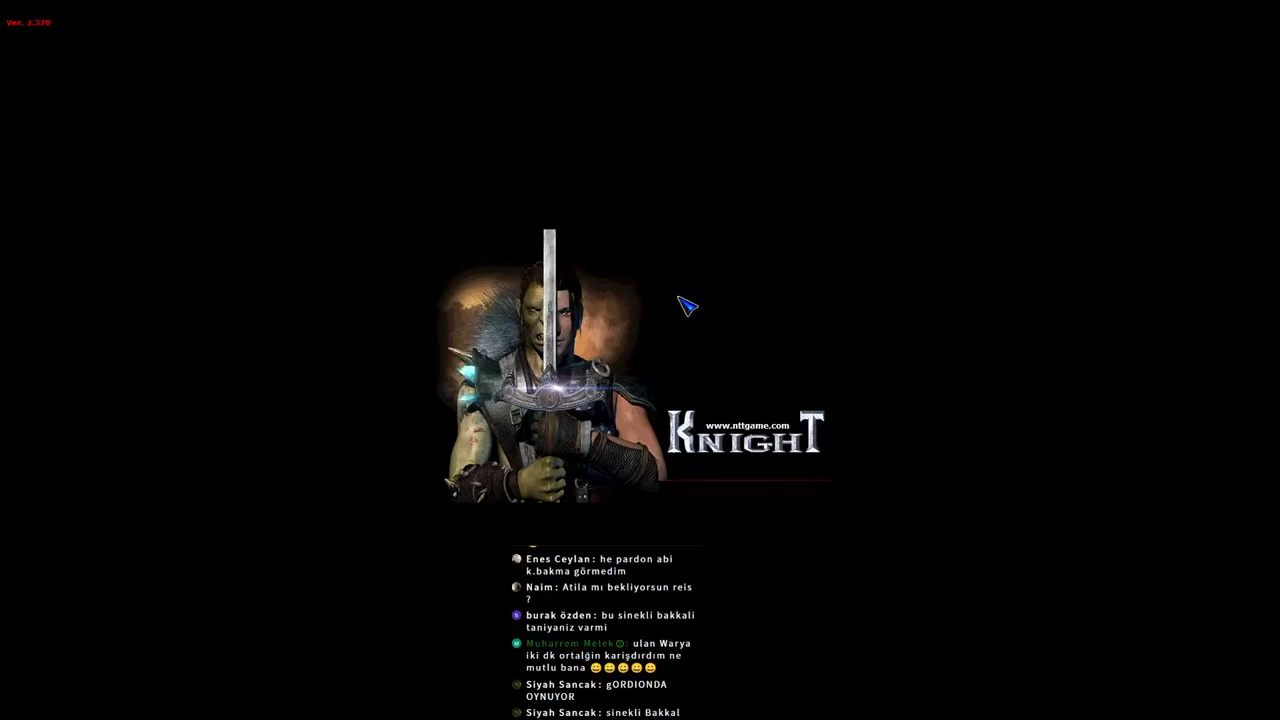 Ver. 2.370
www.nttgame.com
KNIGHT
Enes Ceylan: he pardon abi
k.bakma görmedim
Naim: Atila mı bekliyorsun reis
?
burak özden: bu sinekli bakkali
taniyaniz varmi
Muharrem Melek: ulan Warya
iki dk ortalğin karişdırdım ne
mutlu bana 😀😀😀😀😀
Siyah Sancak: gORDIONDA
OYNUYOR
Siyah Sancak: sinekli Bakkal